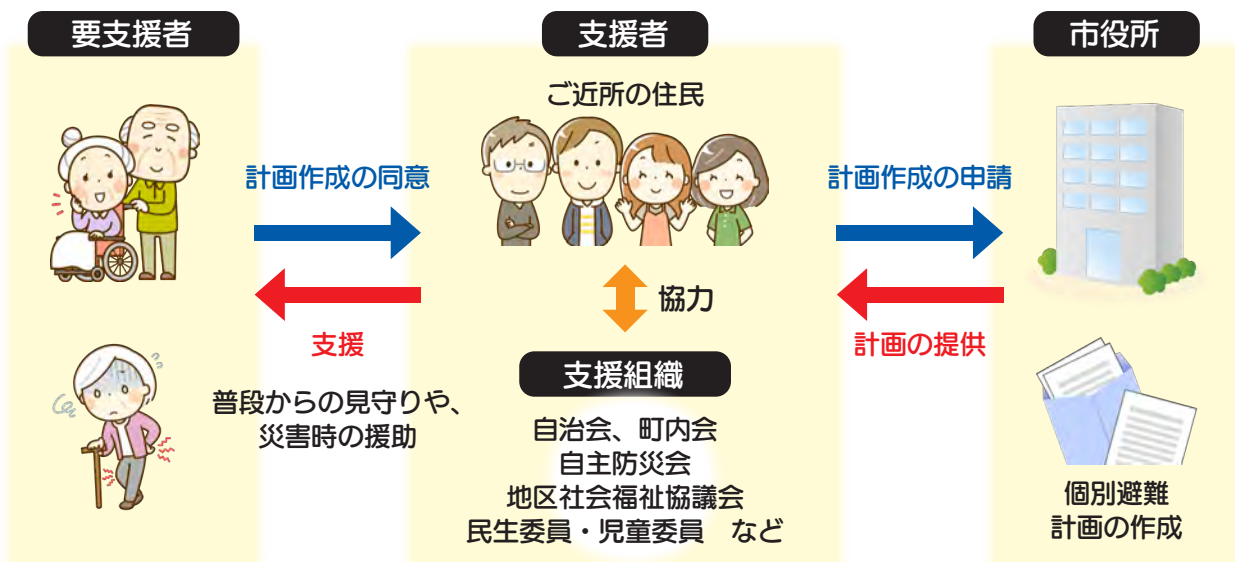 要支援者
計画作成の同意
支援
普段からの見守りや、
災害時の援助
支援者
ご近所の住民
協力
支援組織
自治会、町内会
自主防災会
地区社会福祉協議会
民生委員・児童委員　など
計画作成の申請
計画の提供
市役所
個別避難
計画の作成